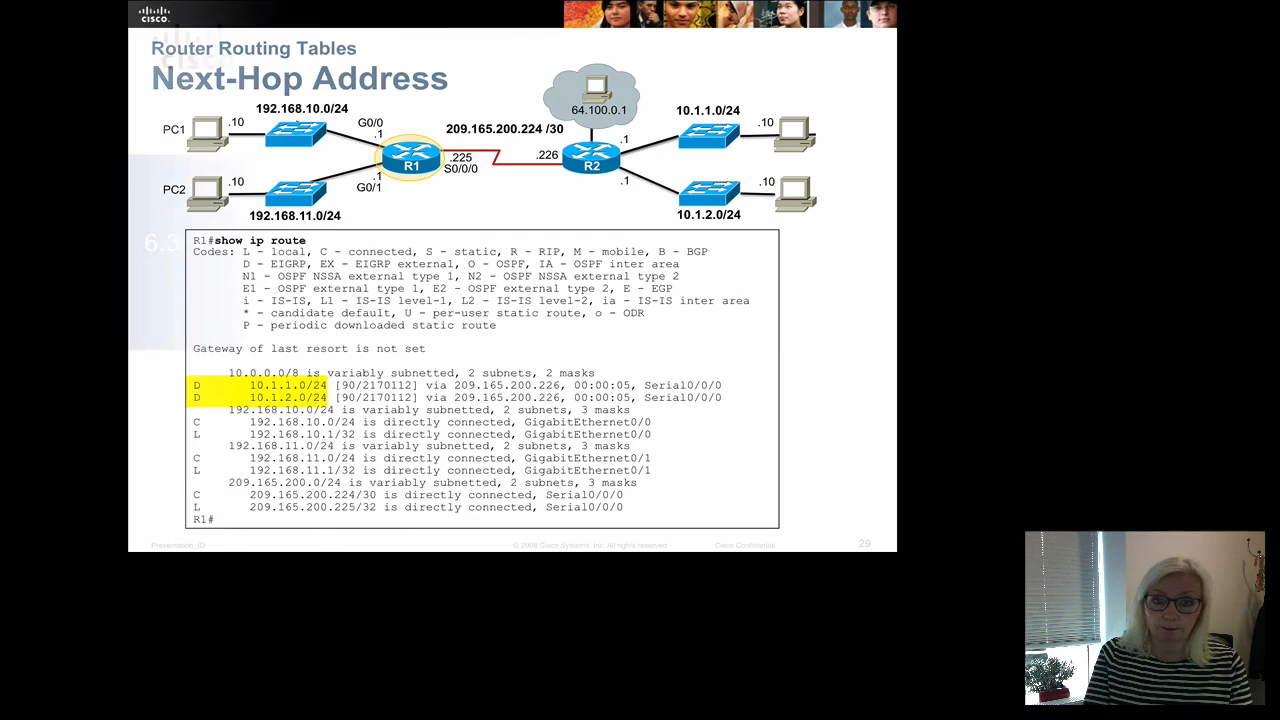 CISCO
Router Routing Tables
Next-Hop Address
192.168.10.0/24
G0/0
.1
PC1
.10
209.165.200.224 /30
.225
S0/0/0
R1
.226
64.100.0.1
R2
.1
.1
10.1.1.0/24
.10
PC2
.10
.1
G0/1
192.168.11.0/24
.10
10.1.2.0/24
6.3
R1#show ip route
Codes: L - local, C - connected, S - static, R - RIP, M - mobile, B - BGP
D - EIGRP, EX - EIGRP external, O - OSPF, IA - OSPF inter area
N1 - OSPF NSSA external type 1, N2 - OSPF NSSA external type 2
E1 - OSPF external type 1, E2 - OSPF external type 2, E - EGP
i - IS-IS, L1 - IS-IS level-1, L2 - IS-IS level-2, ia - IS-IS inter area
* - candidate default, U - per-user static route, o - ODR
P - periodic downloaded static route
Gateway of last resort is not set
10.0.0.0/8 is variably subnetted, 2 subnets, 2 masks
D 10.1.1.0/24 [90/2170112] via 209.165.200.226, 00:00:05, Serial0/0/0
D 10.1.2.0/24 [90/2170112] via 209.165.200.226, 00:00:05, Serial0/0/0
192.168.10.0/24 is variably subnetted, 2 subnets, 3 masks
C 192.168.10.0/24 is directly connected, GigabitEthernet0/0
L 192.168.10.1/32 is directly connected, GigabitEthernet0/0
192.168.11.0/24 is variably subnetted, 2 subnets, 3 masks
C 192.168.11.0/24 is directly connected, GigabitEthernet0/1
L 192.168.11.1/32 is directly connected, GigabitEthernet0/1
209.165.200.0/24 is variably subnetted, 2 subnets, 3 masks
C 209.165.200.224/30 is directly connected, Serial0/0/0
L 209.165.200.225/32 is directly connected, Serial0/0/0
R1#
Presentation_ID
© 2008 Cisco Systems, Inc. All rights reserved.
Cisco Confidential
29